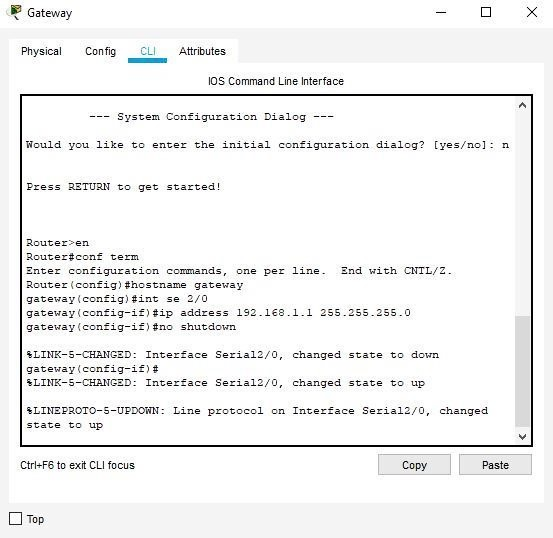 Gateway
Physical Config CLI Attributes
IOS Command Line Interface
--- System Configuration Dialog ---
Would you like to enter the initial configuration dialog? [yes/no]: n
Press RETURN to get started!
Router>en
Router#conf term
Enter configuration commands, one per line.  End with CNTL/Z.
Router(config)#hostname gateway
gateway(config)#int se 2/0
gateway(config-if)#ip address 192.168.1.1 255.255.255.0
gateway(config-if)#no shutdown
%LINK-5-CHANGED: Interface Serial2/0, changed state to down
gateway(config-if)#
%LINK-5-CHANGED: Interface Serial2/0, changed state to up
%LINEPROTO-5-UPDOWN: Line protocol on Interface Serial2/0, changed
state to up
Ctrl+F6 to exit CLI focus
Copy Paste
Top